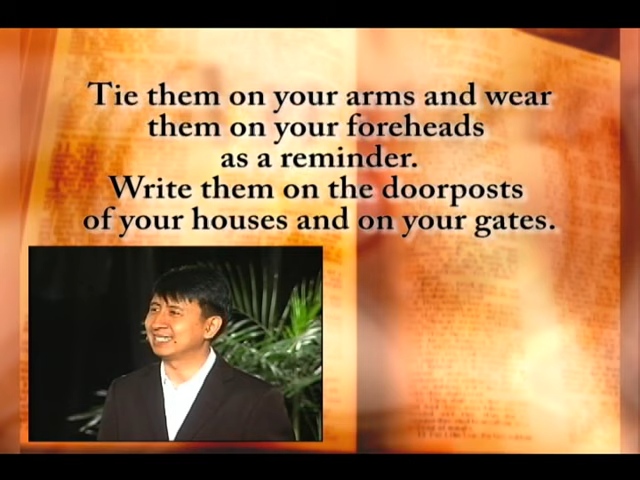 Tie them on your arms and wear
them on your foreheads
as a reminder.
Write them on the doorposts
of your houses and on your gates.